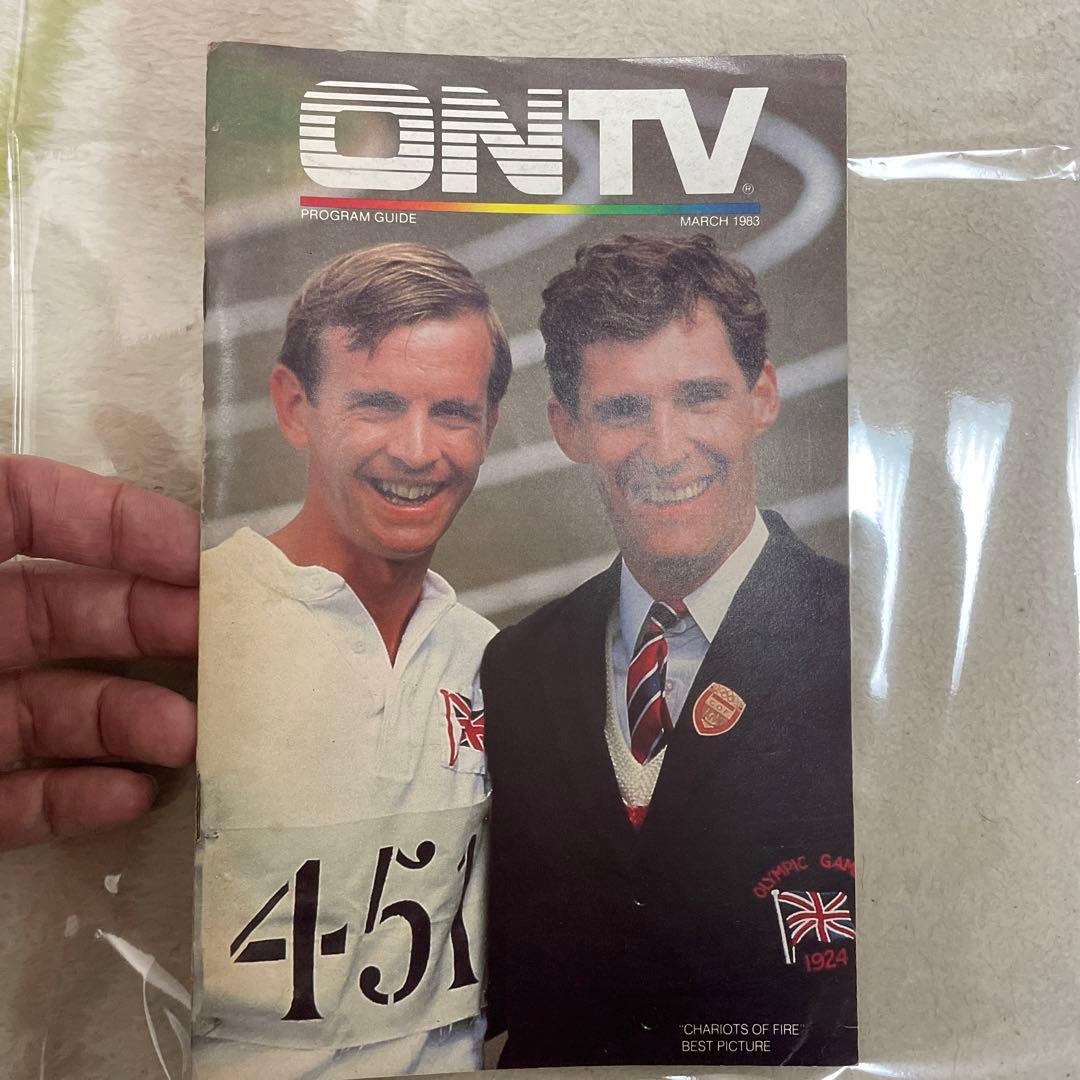 ONTV
®
PROGRAM GUIDE
MARCH 1983
451
OLYMPIC GAM
1924
"CHARIOTS OF FIRE"
BEST PICTURE